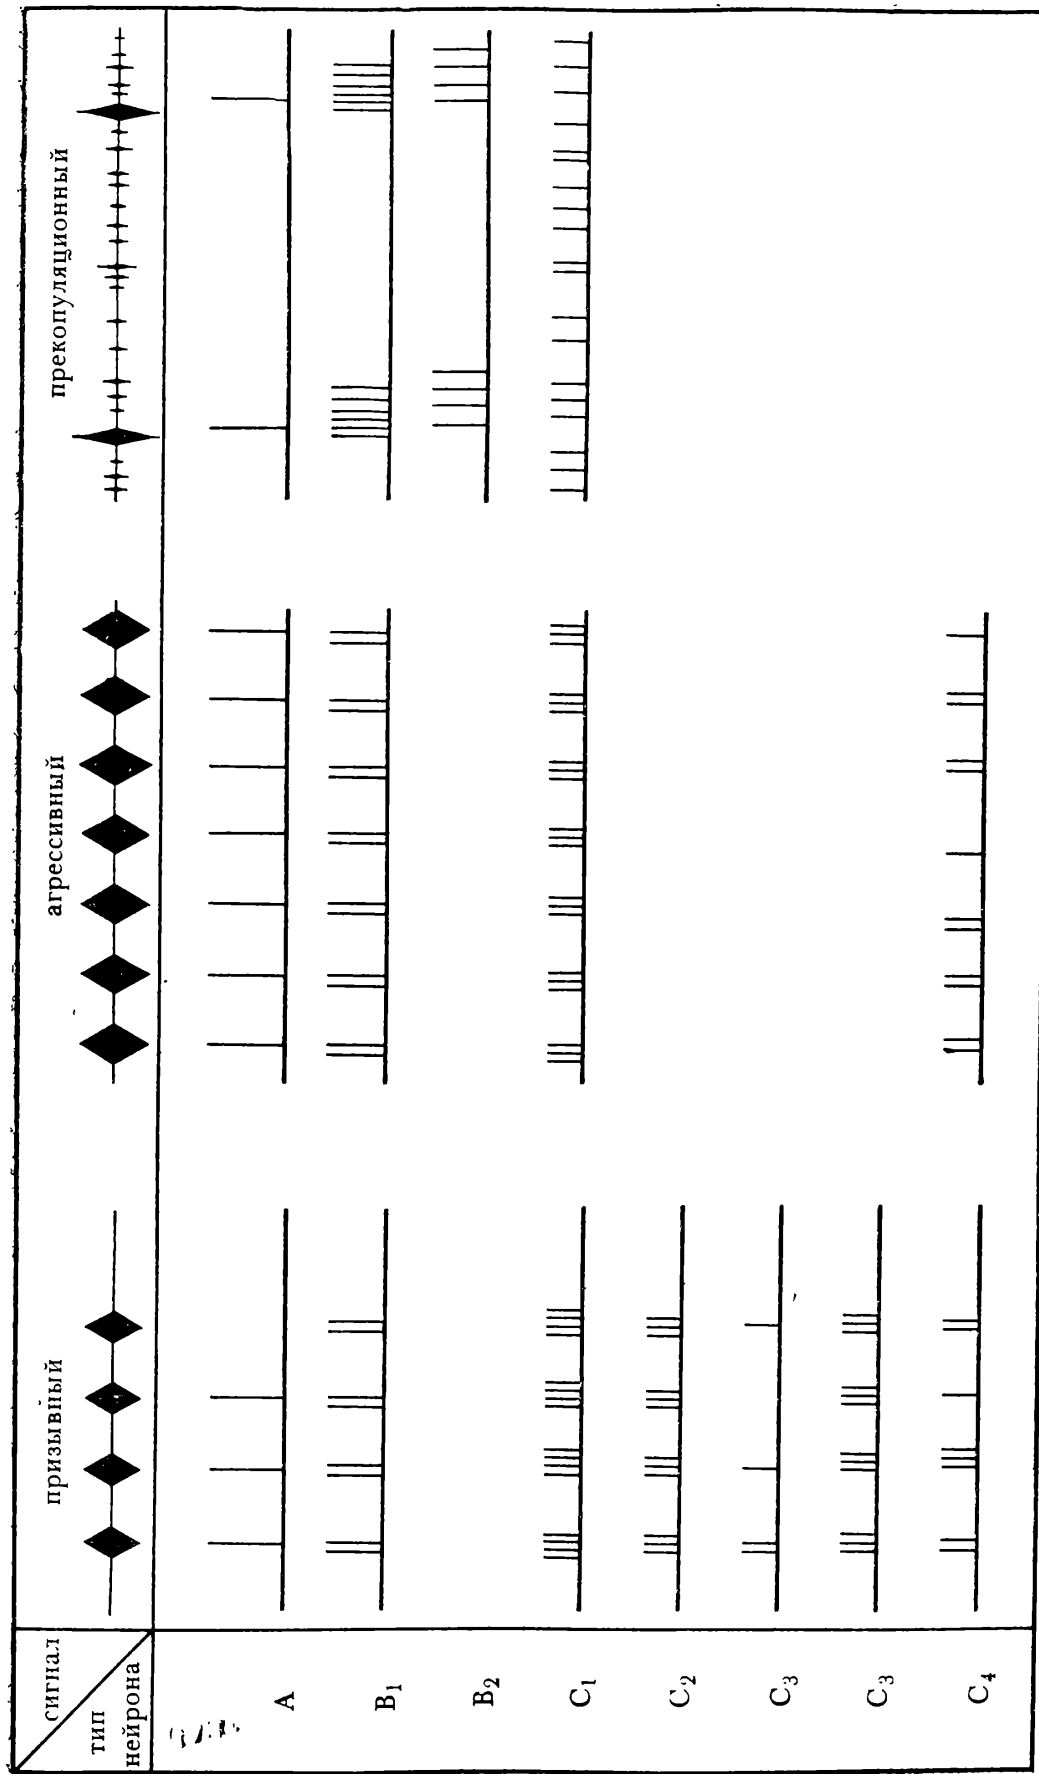 сигнал
тип
нейрона
призывный
агрессивный
прекопуляционный
A
B₁
B₂
C₁
C₂
C₃
C₃
C₄